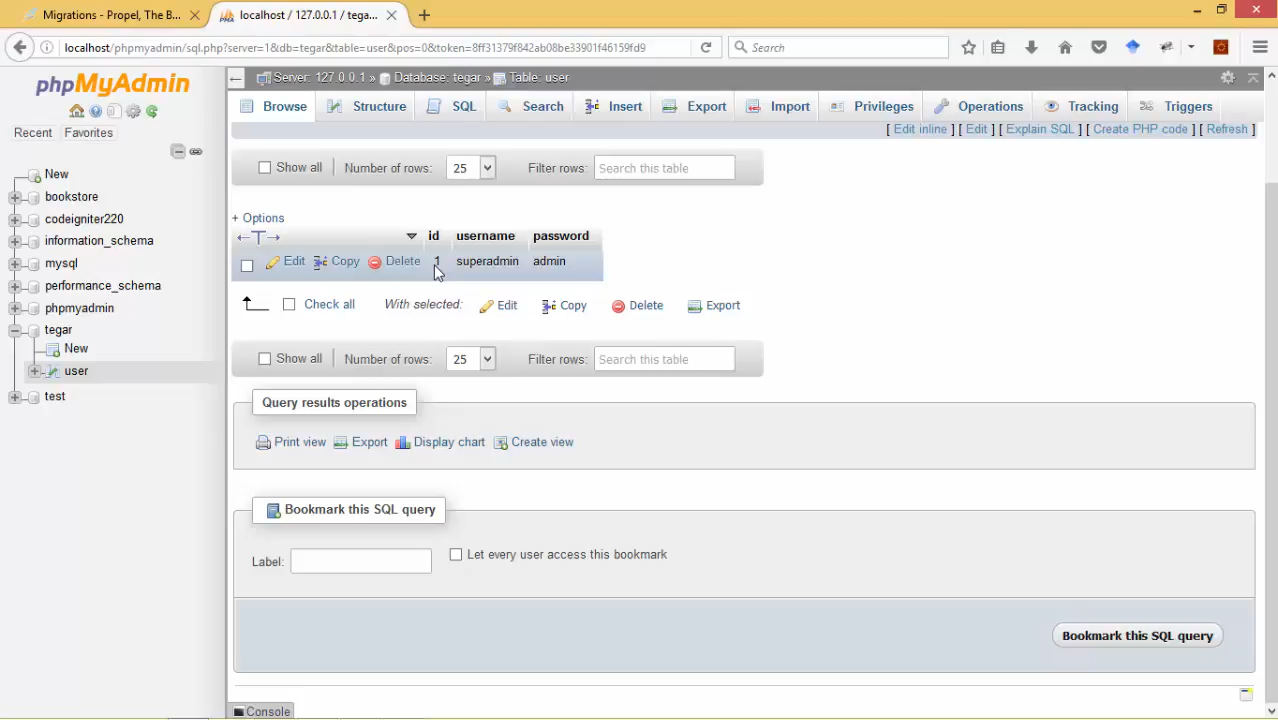 Migrations - Propel, The B...
localhost / 127.0.0.1 / tega...
localhost/phpmyadmin/sql.php?server=1&db=tegar&table=user&pos=0&token=8ff31379f842ab8
33901f46159fd9
Search
phpMyAdmin
Recent
Favorites
New
bookstore
codeigniter220
information_schema
mysql
performance_schema
phpmyadmin
tegar
New
user
test
Server: 127.0.0.1 » Database: tegar » Table: user
Browse
Structure
SQL
Search
Insert
Export
Import
Privileges
Operations
Tracking
Triggers
[ Edit inline ] [ Edit ] [ Explain SQL ] [ Create PHP code ] [ Refresh ]
Show all
Number of rows:
25
Filter rows:
Search this table
+ Options
id
username
password
Edit
Copy
Delete
1
superadmin
admin
Check all
With selected:
Edit
Copy
Delete
Export
Show all
Number of rows:
25
Filter rows:
Search this table
Query results operations
Print view
Export
Display chart
Create view
Bookmark this SQL query
Label:
Let every user access this bookmark
Bookmark this SQL query
Console